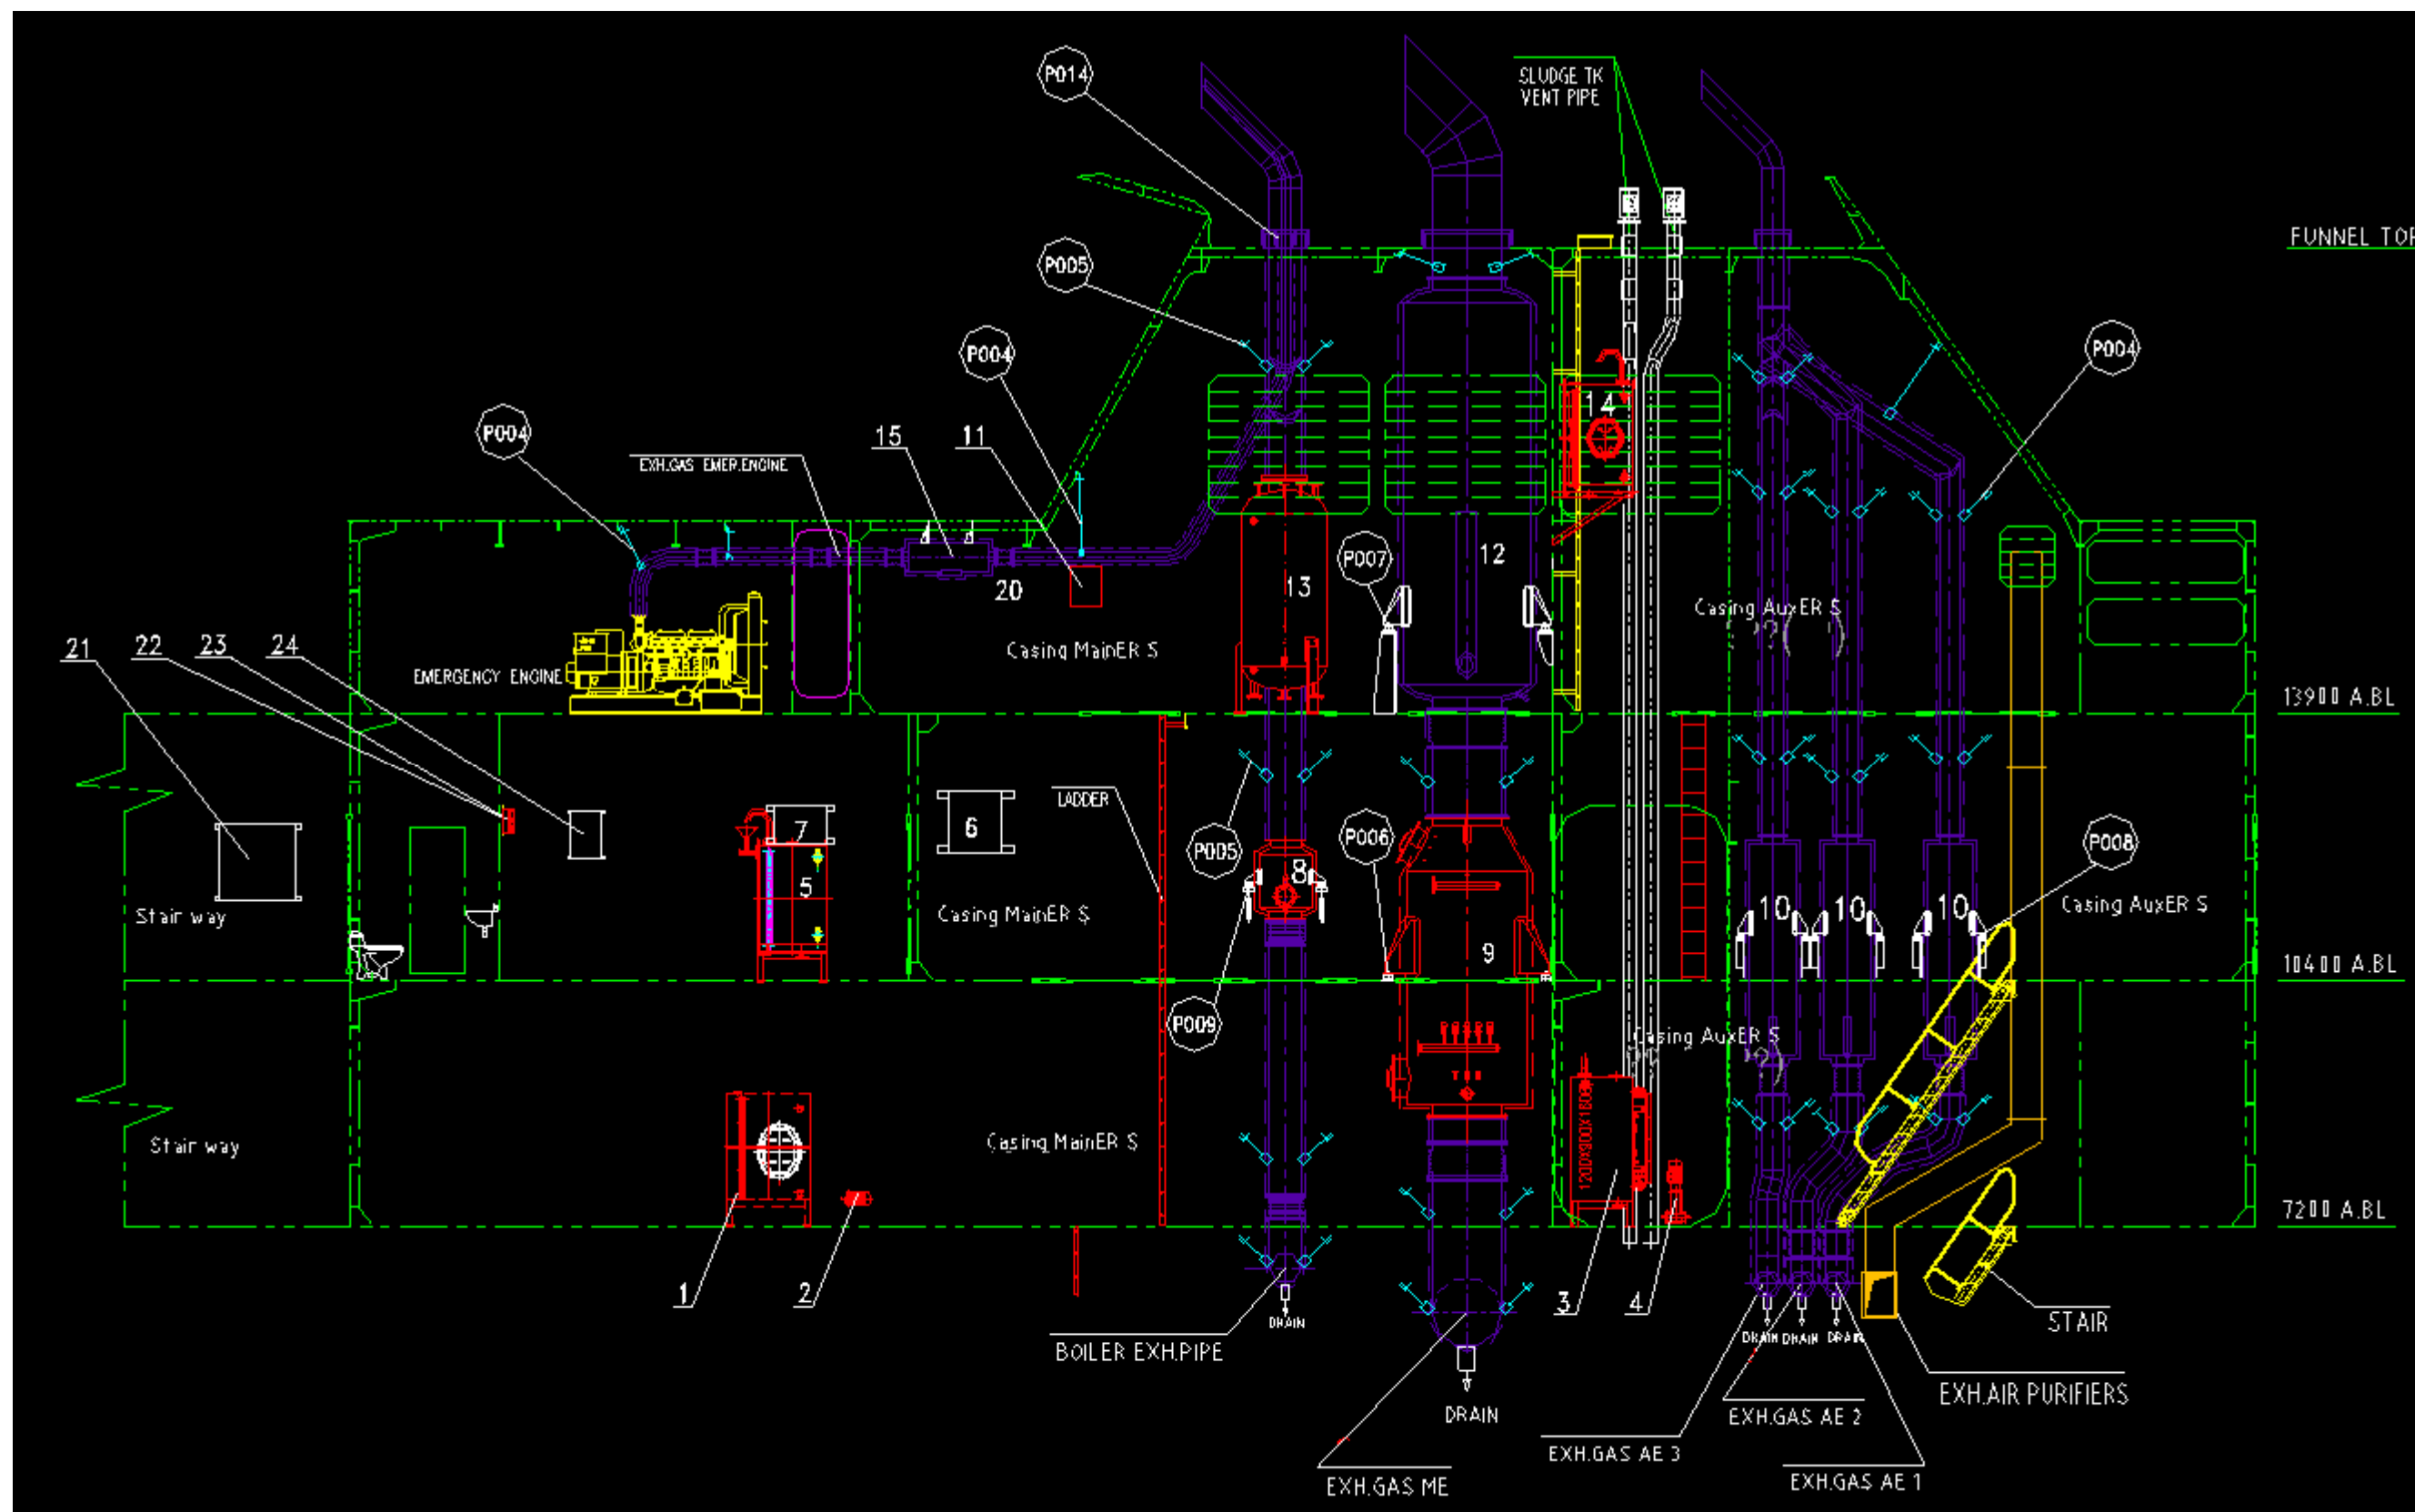 P014
SLUDGE TK
VENT PIPE
FUNNEL TOP
P005
P004
P004
P004
15
11
14
EXH.GAS EMER.ENGINE
12
P007
13
20
Casing AuxER S
Casing MainER S
21
22
23
24
EMERGENCY ENGINE
13900 A.BL
LADDER
7
6
P005
P006
P008
8
5
10
10
10
Stair way
Casing MainER S
Casing AuxER S
9
10400 A.BL
P009
Casing AuxER S
Stair way
Casing MainER S
1200X900X1600
7200 A.BL
1
2
3
4
DRAIN
STAIR
DRAIN
DRAIN
DRAIN
BOILER EXH.PIPE
EXH.AIR PURIFIERS
DRAIN
EXH.GAS AE 2
EXH.GAS AE 3
EXH.GAS ME
EXH.GAS AE 1